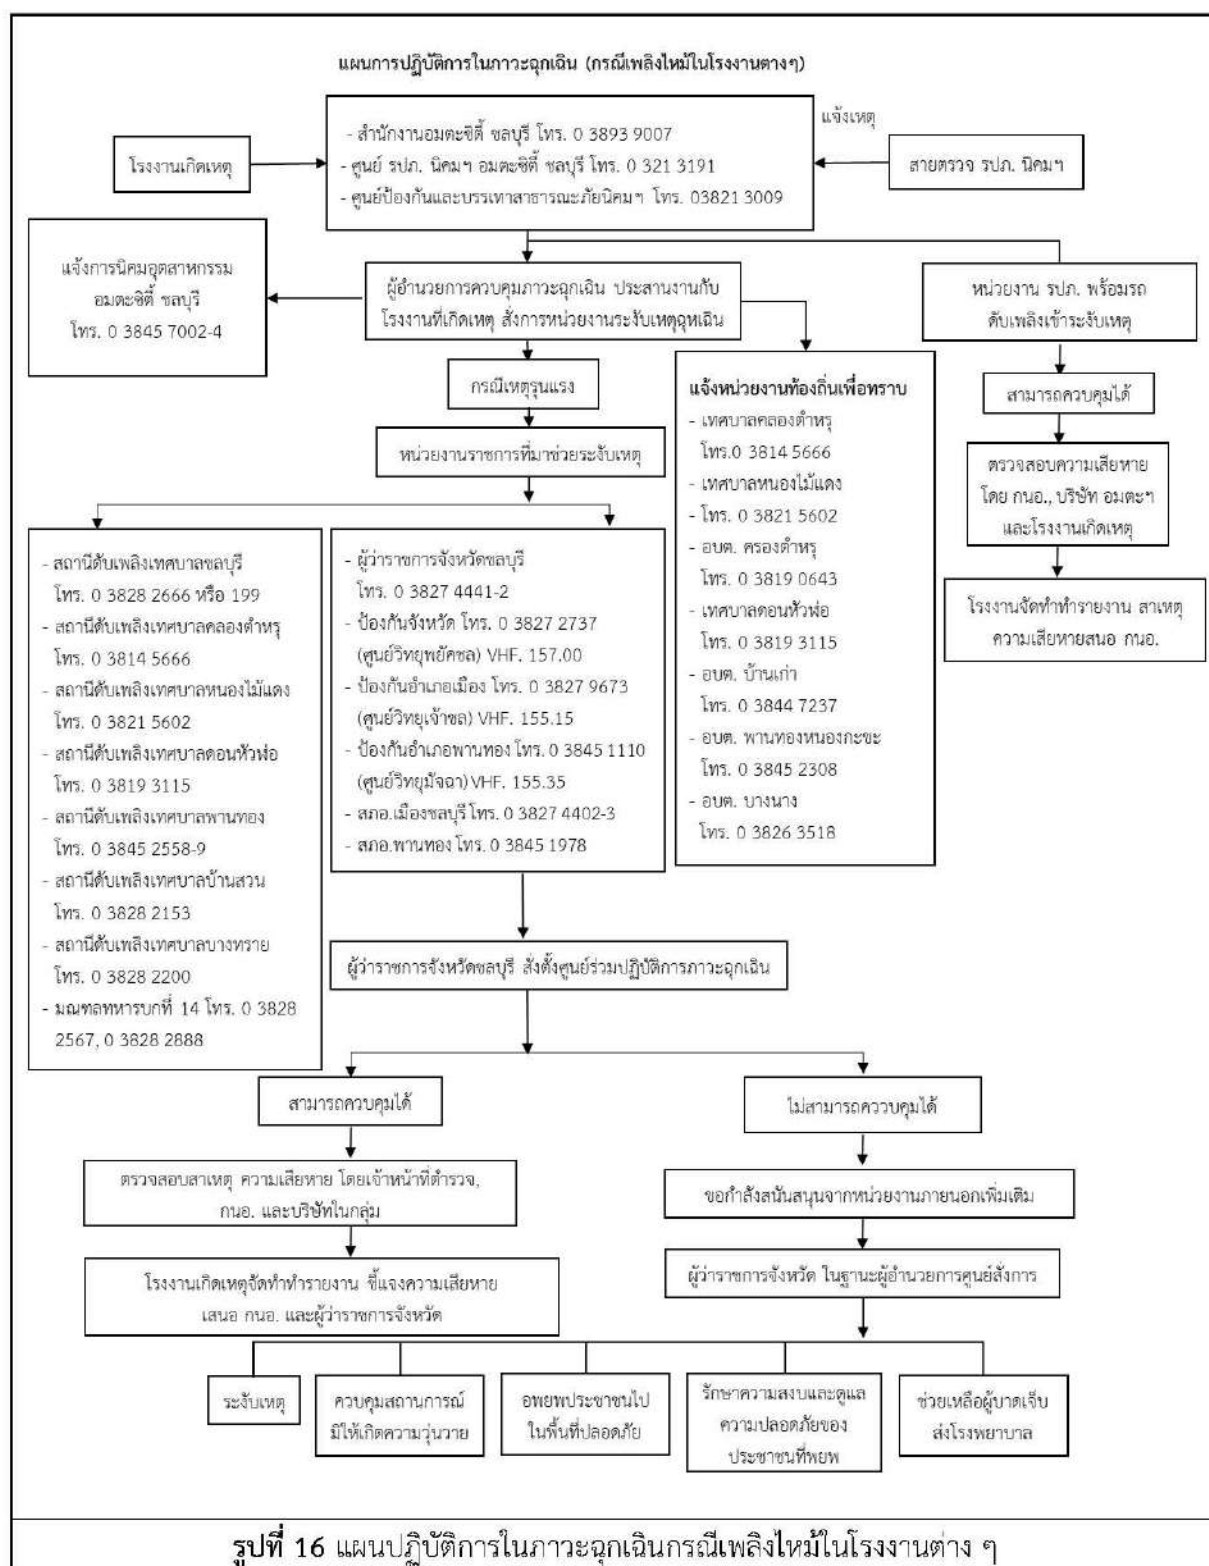 แผนการปฏิบัติการในภาวะฉุกเฉิน (กรณีเพลิงไหม้ในโรงงานต่างๆ)
โรงงานเกิดเหตุ
- สำนักงานอมตะซิตี้ ชลบุรี โทร. 0 3893 9007
- ศูนย์ รปภ. นิคมฯ อมตะซิตี้ ชลบุรี โทร. 0 321 3191
- ศูนย์ป้องกันและบรรเทาสาธารณะภัยนิคมฯ โทร. 03821 3009
แจ้งเหตุ
สายตรวจ รปภ. นิคมฯ
แจ้งการนิคมอุตสาหกรรม
อมตะซิตี้ ชลบุรี
โทร. 0 3845 7002-4
ผู้อำนวยการควบคุมภาวะฉุกเฉิน ประสานงานกับ
โรงงานที่เกิดเหตุ สั่งการหน่วยงานระงับเหตุฉุหเฉิน
หน่วยงาน รปภ. พร้อมรถ
ดับเพลิงเข้าระงับเหตุ
กรณีเหตุรุนแรง
หน่วยงานราชการที่มาช่วยระงับเหตุ
แจ้งหน่วยงานท้องถิ่นเพื่อทราบ
- เทศบาลคลองตำหรุ
โทร.0 3814 5666
- เทศบาลหนองไม้แดง
- โทร. 0 3821 5602
- อบต. ครองตำหรุ
โทร. 0 3819 0643
- เทศบาลดอนหัวฬ่อ
โทร. 0 3819 3115
- อบต. บ้านเก่า
โทร. 0 3844 7237
- อบต. พานทองหนองกะขะ
โทร. 0 3845 2308
- อบต. บางนาง
โทร. 0 3826 3518
สามารถควบคุมได้
ตรวจสอบความเสียหาย
โดย กนอ., บริษัท อมตะฯ
และโรงงานเกิดเหตุ
โรงงานจัดทำทำรายงาน สาเหตุ
ความเสียหายสนอ กนอ.
- สถานีดับเพลิงเทศบาลชลบุรี
โทร. 0 3828 2666 หรือ 199
- สถานีดับเพลิงเทศบาลคลองตำหรุ
โทร. 0 3814 5666
- สถานีดับเพลิงเทศบาลหนองไม้แดง
โทร. 0 3821 5602
- สถานีดับเพลิงเทศบาลดอนหัวฬ่อ
โทร. 0 3819 3115
- สถานีดับเพลิงเทศบาลพานทอง
โทร. 0 3845 2558-9
- สถานีดับเพลิงเทศบาลบ้านสวน
โทร. 0 3828 2153
- สถานีดับเพลิงเทศบาลบางทราย
โทร. 0 3828 2200
- มณฑลทหารบกที่ 14 โทร. 0 3828
2567, 0 3828 2888
- ผู้ว่าราชการจังหวัดชลบุรี
โทร. 0 3827 4441-2
- ป้องกันจังหวัด โทร. 0 3827 2737
(ศูนย์วิทยุพยัคชล) VHF. 157.00
- ป้องกันอำเภอเมือง โทร. 0 3827 9673
(ศูนย์วิทยุเจ้าชล) VHF. 155.15
- ป้องกันอำเภอพานทอง โทร. 0 3845 1110
(ศูนย์วิทยุมัจฉา) VHF. 155.35
- สภอ.เมืองชลบุรี โทร. 0 3827 4402-3
- สภอ.พานทอง โทร. 0 3845 1978
ผู้ว่าราชการจังหวัดชลบุรี สั่งตั้งศูนย์ร่วมปฏิบัติการภาวะฉุกเฉิน
สามารถควบคุมได้
ไม่สามารถคววบคุมได้
ตรวจสอบสาเหตุ ความเสียหาย โดยเจ้าหน้าที่ตำรวจ,
กนอ. และบริษัทในกลุ่ม
ขอกำลังสนันสนุนจากหน่วยงานภายนอกเพิ่มเติม
โรงงานเกิดเหตุจัดทำทำรายงาน ชี้แจงความเสียหาย
เสนอ กนอ. และผู้ว่าราชการจังหวัด
ผู้ว่าราชการจังหวัด ในฐานะผู้อำนวยการศูนย์สั่งการ
ระงับเหตุ
ควบคุมสถานการณ์
มิให้เกิดความวุ่นวาย
อพยพประชาชนไป
ในพื้นที่ปลอดภัย
รักษาความสงบและดูแล
ความปลอดภัยของ
ประชาชนที่พยพ
ช่วยเหลือผู้บาดเจ็บ
ส่งโรงพยาบาล
รูปที่ 16 แผนปฏิบัติการในภาวะฉุกเฉินกรณีเพลิงไหม้ในโรงงานต่าง ๆ